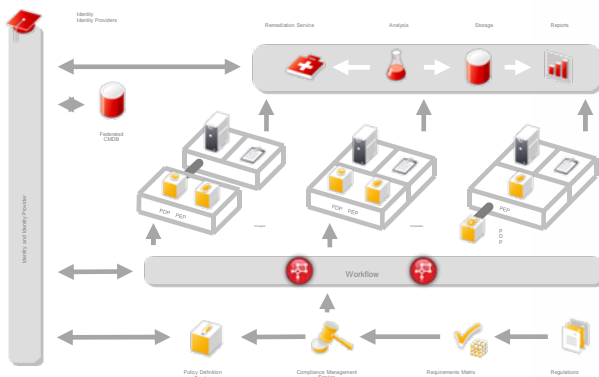 Identity
Identity Providers
Remediation Service
Analysis
Storage
Reports
Federated
CMDB
PDP PEP
PDP PEP
PEP
P
D
P
Identity and Identity Provider
Workflow
Policy Definition
Compliance Management
Requirements Matrix
Regulations